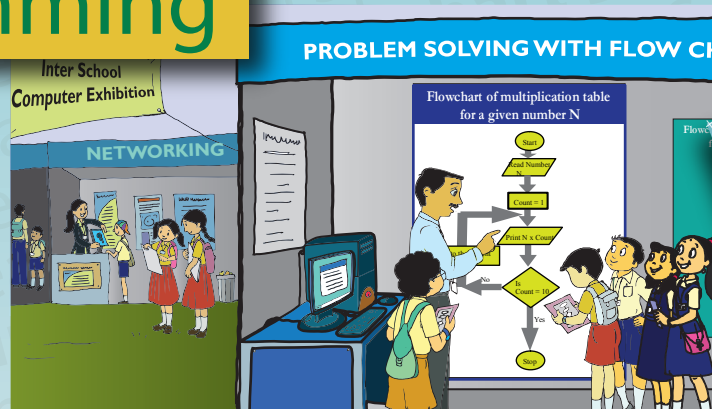 mming
Inter School
Computer Exhibition
NETWORKING
PROBLEM SOLVING WITH FLOW CH
Flowchart of multiplication table
for a given number N
Start
Read Number
N
Count = 1
Print N x Count
Is
Count = 10
No
Yes
Stop
Flowc